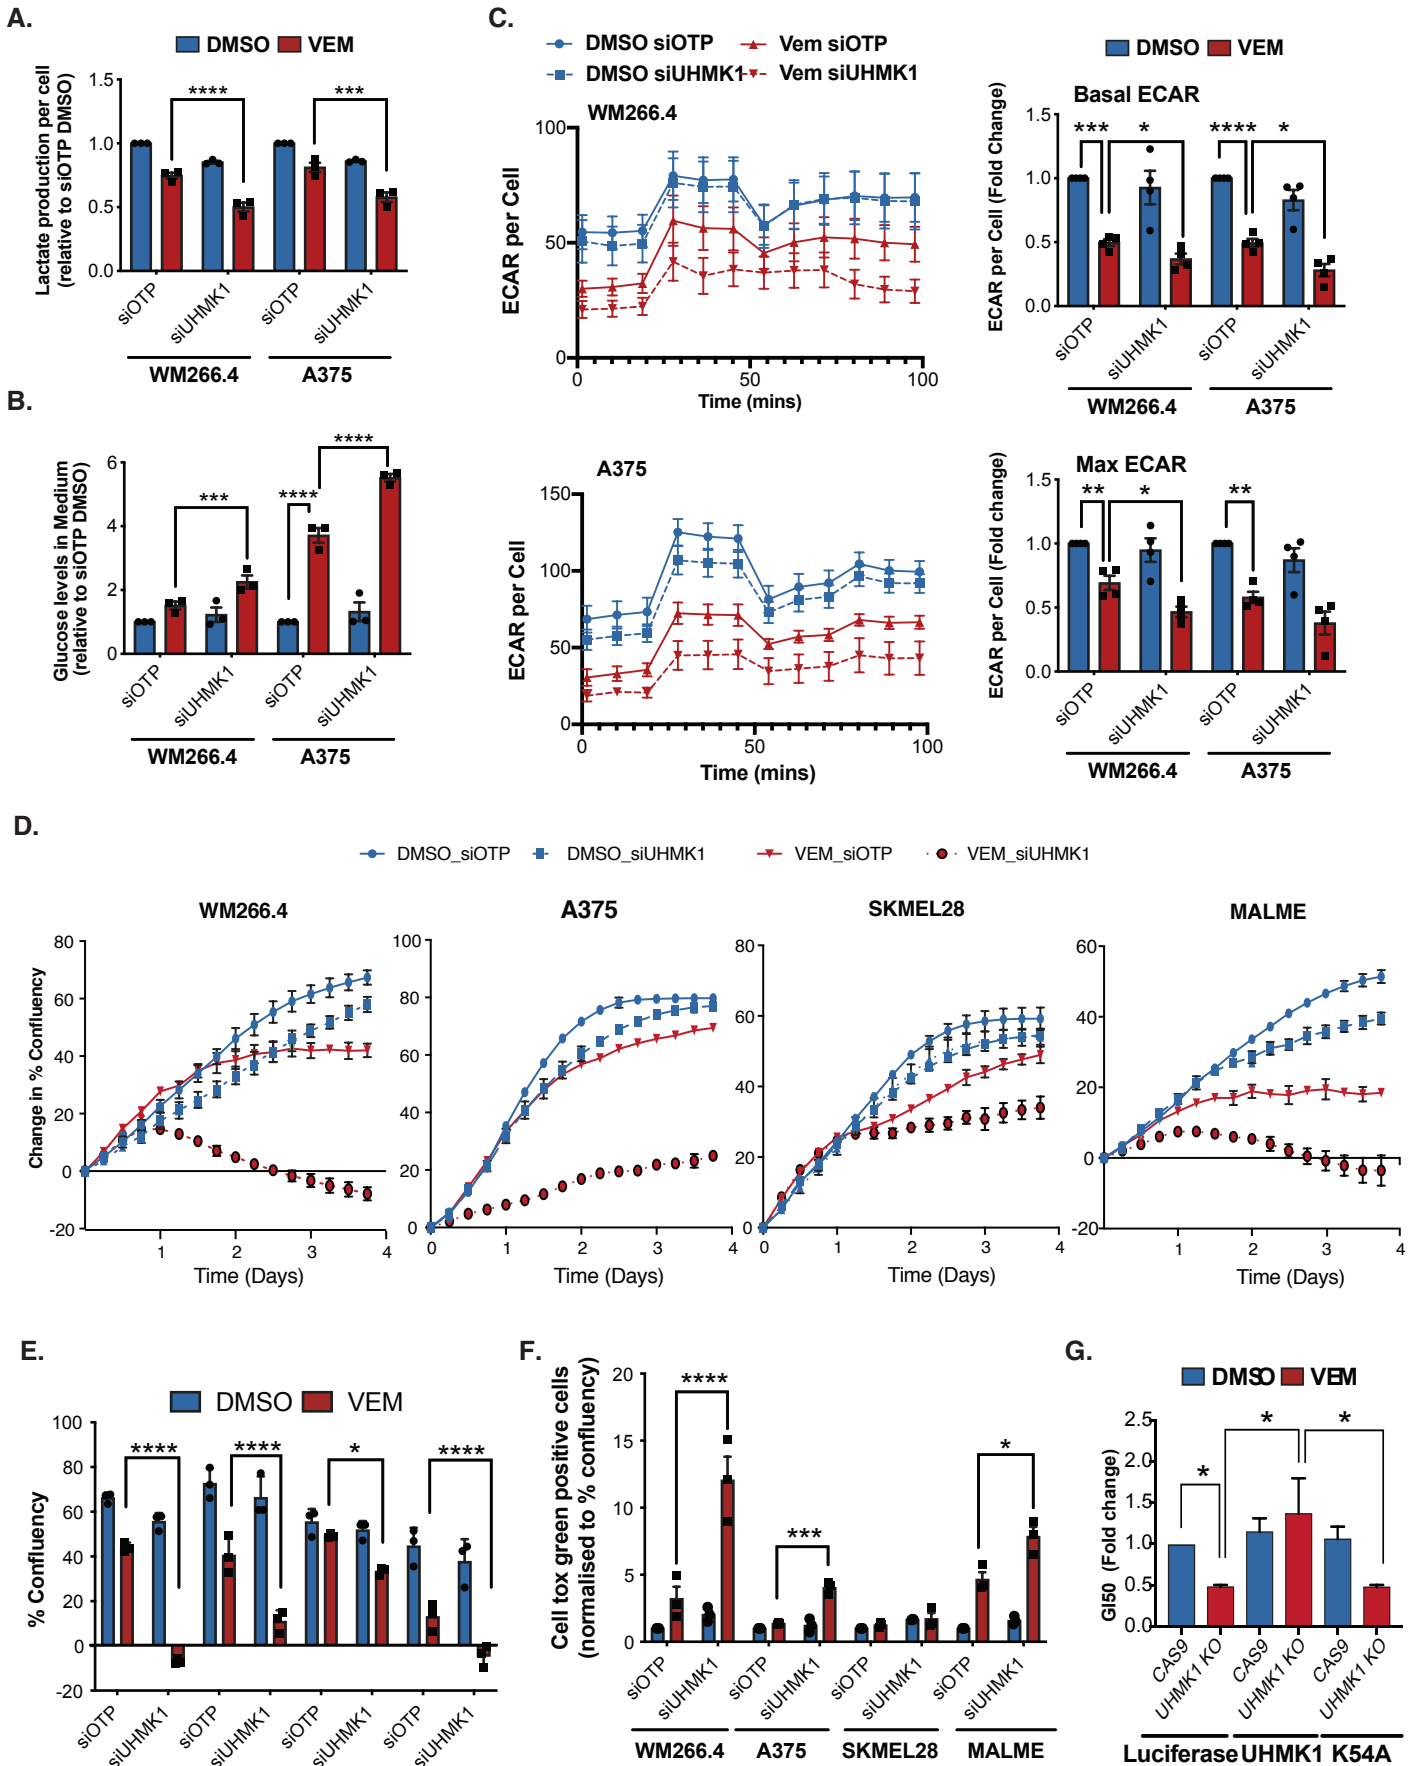 A.
DMSO VEM
Lactate production per cell
(relative to siOTP DMSO)
1.5
1.0
0.5
0.0
**** ***
siOTP siUHMK1 siOTP siUHMK1
WM266.4 A375
B.
Glucose levels in Medium
(relative to siOTP DMSO)
6
4
2
0
*** **** ****
siOTP siUHMK1 siOTP siUHMK1
WM266.4 A375
C.
DMSO siOTP Vem siOTP
DMSO siUHMK1 Vem siUHMK1
WM266.4
ECAR per Cell
100
50
0
0 50 100
Time (mins)
A375
ECAR per Cell
150
100
50
0
0 50 100
Time (mins)
DMSO VEM
Basal ECAR
ECAR per Cell (Fold Change)
1.5
1.0
0.5
0.0
*** * **** *
siOTP siUHMK1 siOTP siUHMK1
WM266.4 A375
Max ECAR
ECAR per Cell (Fold change)
1.5
1.0
0.5
0.0
** * **
siOTP siUHMK1 siOTP siUHMK1
WM266.4 A375
D.
DMSO_siOTP DMSO_siUHMK1 VEM_siOTP VEM_siUHMK1
WM266.4
Change in % Confluency
80
60
40
20
0
-20
1 2 3 4
Time (Days)
A375
100
80
60
40
20
0
0 1 2 3 4
Time (Days)
SKMEL28
80
60
40
20
0
0 1 2 3 4
Time (Days)
MALME
60
40
20
0
-20
1 2 3 4
Time (Days)
E.
DMSO VEM
% Confluency
100
80
60
40
20
0
-20
**** **** * ****
siOTP siUHMK1 siOTP siUHMK1 siOTP siUHMK1 siOTP siUHMK1
F.
Cell tox green positive cells
(normalised to % confluency)
20
15
10
5
0
**** *** *
siOTP siUHMK1 siOTP siUHMK1 siOTP siUHMK1 siOTP siUHMK1
WM266.4 A375 SKMEL28 MALME
G.
DMSO VEM
GI50 (Fold change)
2.5
2.0
1.5
1.0
0.5
0.0
* * *
CAS9 UHMK1 KO CAS9 UHMK1 KO CAS9 UHMK1 KO
Luciferase UHMK1 K54A